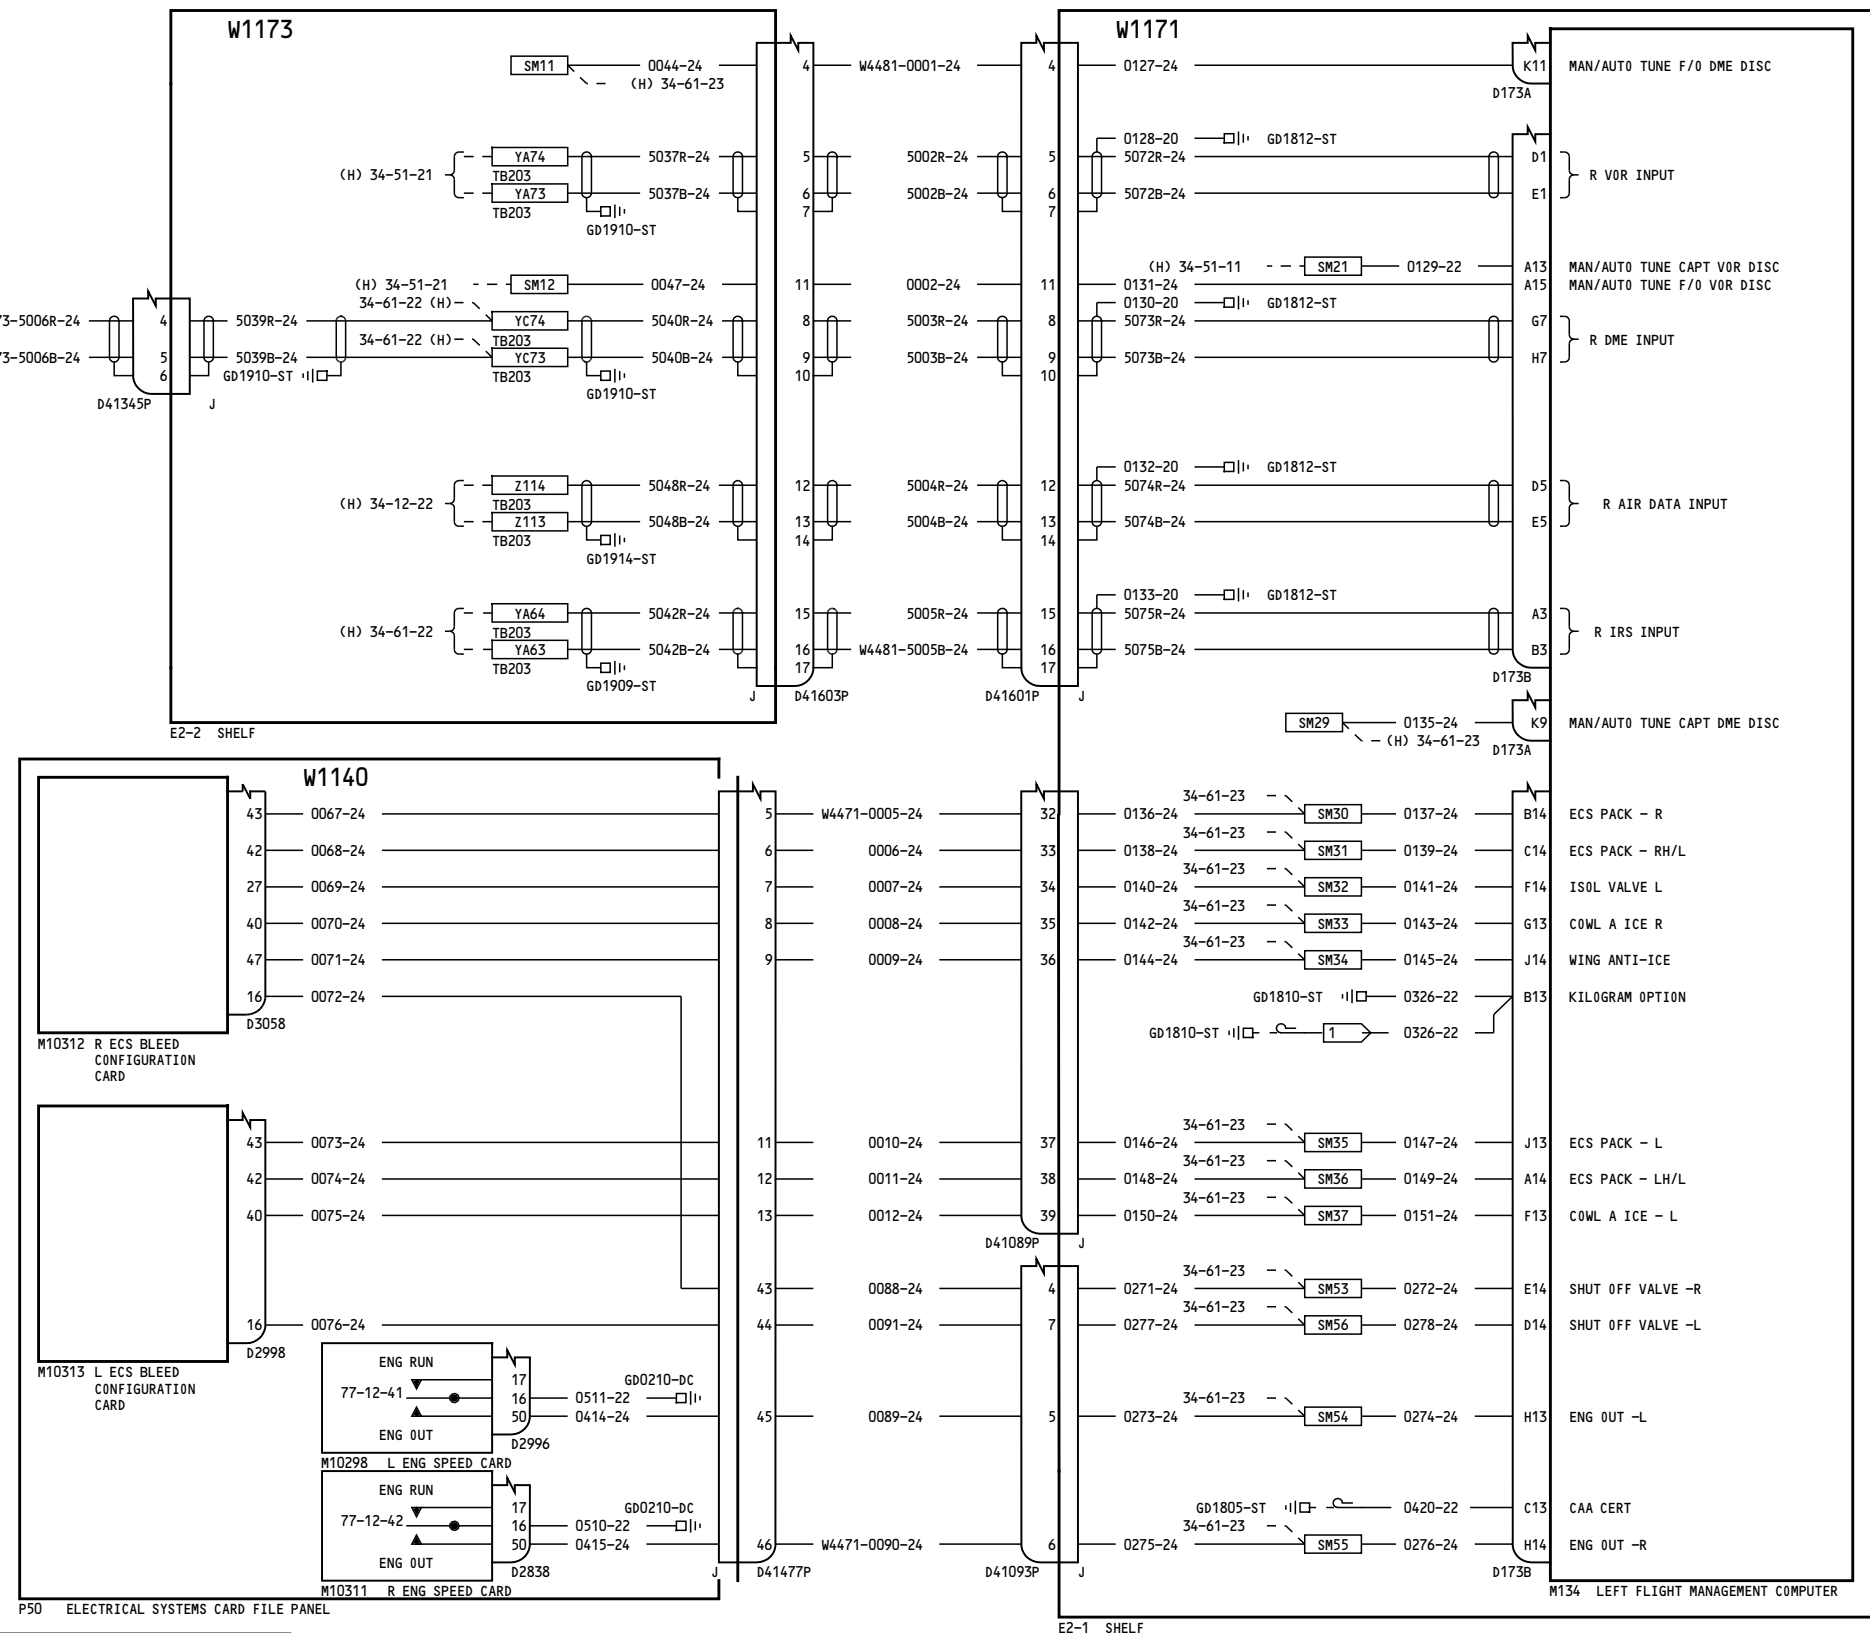 W1173
W1171
SM11 0044-24 4 W4481-0001-24 4 0127-24 K11 MAN/AUTO TUNE F/O DME DISC
(H) 34-61-23
D173A
0128-20 GD1812-ST
YA74 5037R-24 5 5002R-24 5 5072R-24 D1
(H) 34-51-21 TB203 R VOR INPUT
YA73 5037B-24 6 5002B-24 6 5072B-24 E1
TB203 7 7
GD1910-ST
(H) 34-51-11 SM21 0129-22 A13 MAN/AUTO TUNE CAPT VOR DISC
(H) 34-51-21 SM12 0047-24 11 0002-24 11 0131-24 A15 MAN/AUTO TUNE F/O VOR DISC
34-61-22 (H) 0130-20 GD1812-ST
73-5006R-24 4 5039R-24 YC74 5040R-24 8 5003R-24 8 5073R-24 G7
34-61-22 (H) TB203 R DME INPUT
73-5006B-24 5 5039B-24 YC73 5040B-24 9 5003B-24 9 5073B-24 H7
6 GD1910-ST TB203 10 10
GD1910-ST
D41345P J
0132-20 GD1812-ST
Z114 5048R-24 12 5004R-24 12 5074R-24 D5
(H) 34-12-22 TB203 R AIR DATA INPUT
Z113 5048B-24 13 5004B-24 13 5074B-24 E5
TB203 14 14
GD1914-ST
0133-20 GD1812-ST
YA64 5042R-24 15 5005R-24 15 5075R-24 A3
(H) 34-61-22 TB203 R IRS INPUT
YA63 5042B-24 16 W4481-5005B-24 16 5075B-24 B3
TB203 17 17
GD1909-ST D173B
J D41603P D41601P J
SM29 0135-24 K9 MAN/AUTO TUNE CAPT DME DISC
E2-2 SHELF
(H) 34-61-23 D173A
W1140
34-61-23
43 0067-24 5 W4471-0005-24 32 0136-24 SM30 0137-24 B14 ECS PACK - R
34-61-23
42 0068-24 6 0006-24 33 0138-24 SM31 0139-24 C14 ECS PACK - RH/L
34-61-23
27 0069-24 7 0007-24 34 0140-24 SM32 0141-24 F14 ISOL VALVE L
34-61-23
40 0070-24 8 0008-24 35 0142-24 SM33 0143-24 G13 COWL A ICE R
34-61-23
47 0071-24 9 0009-24 36 0144-24 SM34 0145-24 J14 WING ANTI-ICE
16 0072-24 GD1810-ST 0326-22 B13 KILOGRAM OPTION
D3058
GD1810-ST 1 0326-22
M10312 R ECS BLEED
CONFIGURATION
CARD
34-61-23
43 0073-24 11 0010-24 37 0146-24 SM35 0147-24 J13 ECS PACK - L
34-61-23
42 0074-24 12 0011-24 38 0148-24 SM36 0149-24 A14 ECS PACK - LH/L
34-61-23
40 0075-24 13 0012-24 39 0150-24 SM37 0151-24 F13 COWL A ICE - L
D41089P J
34-61-23
43 0088-24 4 0271-24 SM53 0272-24 E14 SHUT OFF VALVE -R
34-61-23
16 0076-24 44 0091-24 7 0277-24 SM56 0278-24 D14 SHUT OFF VALVE -L
D2998
M10313 L ECS BLEED
CONFIGURATION
CARD
ENG RUN
17 GD0210-DC
77-12-41 16 0511-22 34-61-23
50 0414-24 45 0089-24 5 0273-24 SM54 0274-24 H13 ENG OUT -L
ENG OUT
D2996
M10298 L ENG SPEED CARD
ENG RUN
17 GD0210-DC GD1805-ST 0420-22 C13 CAA CERT
77-12-42 16 0510-22 34-61-23
50 0415-24 46 W4471-0090-24 6 0275-24 SM55 0276-24 H14 ENG OUT -R
ENG OUT
D2838 J D41477P D41093P J D173B
M10311 R ENG SPEED CARD
M134 LEFT FLIGHT MANAGEMENT COMPUTER
P50 ELECTRICAL SYSTEMS CARD FILE PANEL
E2-1 SHELF